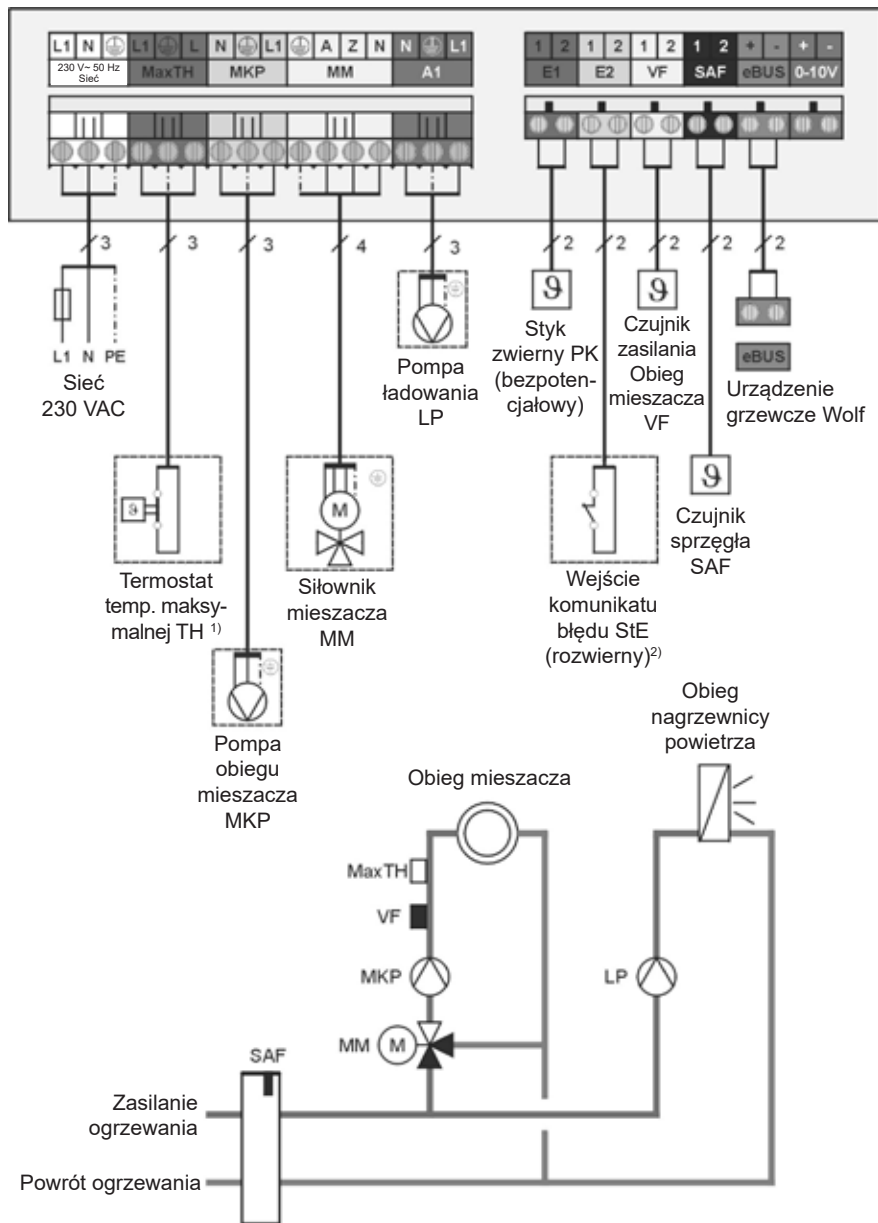 L1 N L1 L N L1 A Z N N L1
230 V~ 50 Hz
Sieć
MaxTH MKP MM A1
1 2 1 2 1 2 1 2 + - + -
E1 E2 VF SAF eBUS 0-10V
3 3 3 4 3 2 2 2 2 2
L1 N PE
Sieć
230 VAC
Pompa
ładowania
LP
ϑ
Styk
zwierny PK
(bezpoten-
cjałowy)
ϑ
Czujnik
zasilania
Obieg
mieszacza
VF
eBUS
Urządzenie
grzewcze Wolf
ϑ
Termostat
temp. maksy-
malnej TH 1)
M
Siłownik
mieszacza
MM
Wejście
komunikatu
błędu StE
(rozwierny)2)
ϑ
Czujnik
sprzęgła
SAF
Pompa
obiegu
mieszacza
MKP
Obieg
nagrzewnicy
powietrza
Obieg mieszacza
MaxTH
VF
MKP
LP
MM M
SAF
Zasilanie
ogrzewania
Powrót ogrzewania